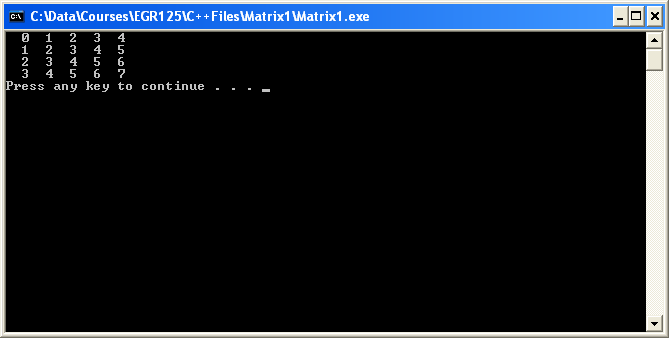 C:\Data\Courses\EGR125\C++Files\Matrix1\Matrix1.exe
0 1 2 3 4
1 2 3 4 5
2 3 4 5 6
3 4 5 6 7
Press any key to continue . . . _